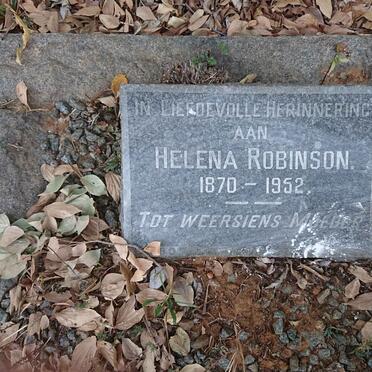 IN LIEFDEVOLLE HERINNERING
AAN
HELENA ROBINSON.
1870 – 1952.
TOT WEERSIENS MOEDER